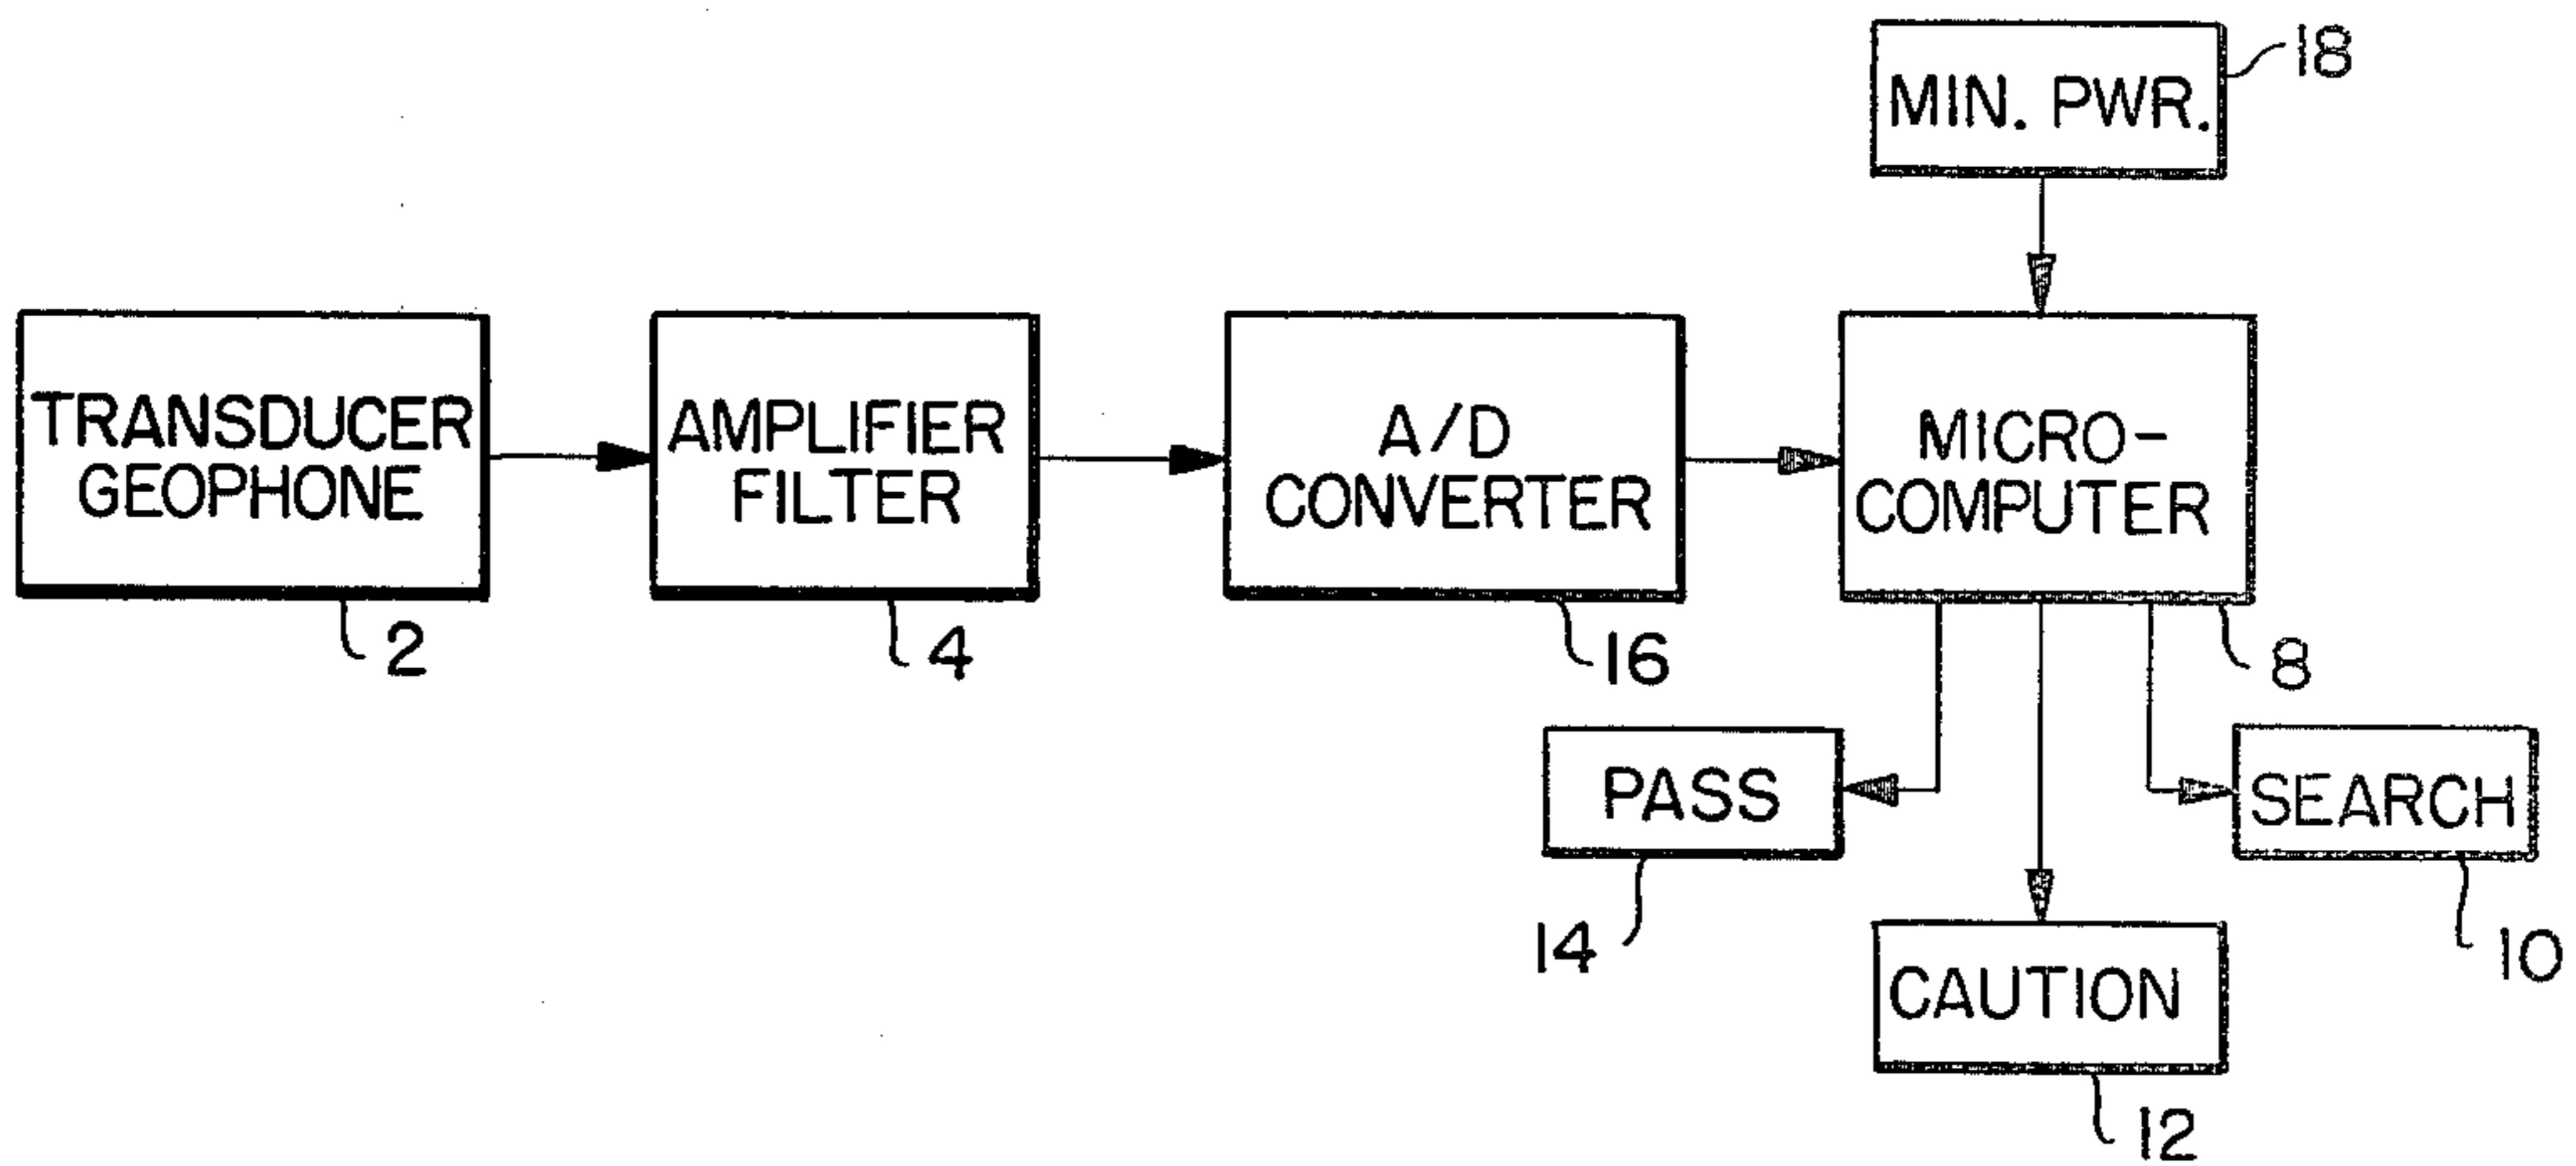 18
MIN. PWR.
TRANSDUCER
GEOPHONE
AMPLIFIER
FILTER
A/D
CONVERTER
MICRO-
COMPUTER
2
4
16
8
PASS
SEARCH
14
10
CAUTION
12